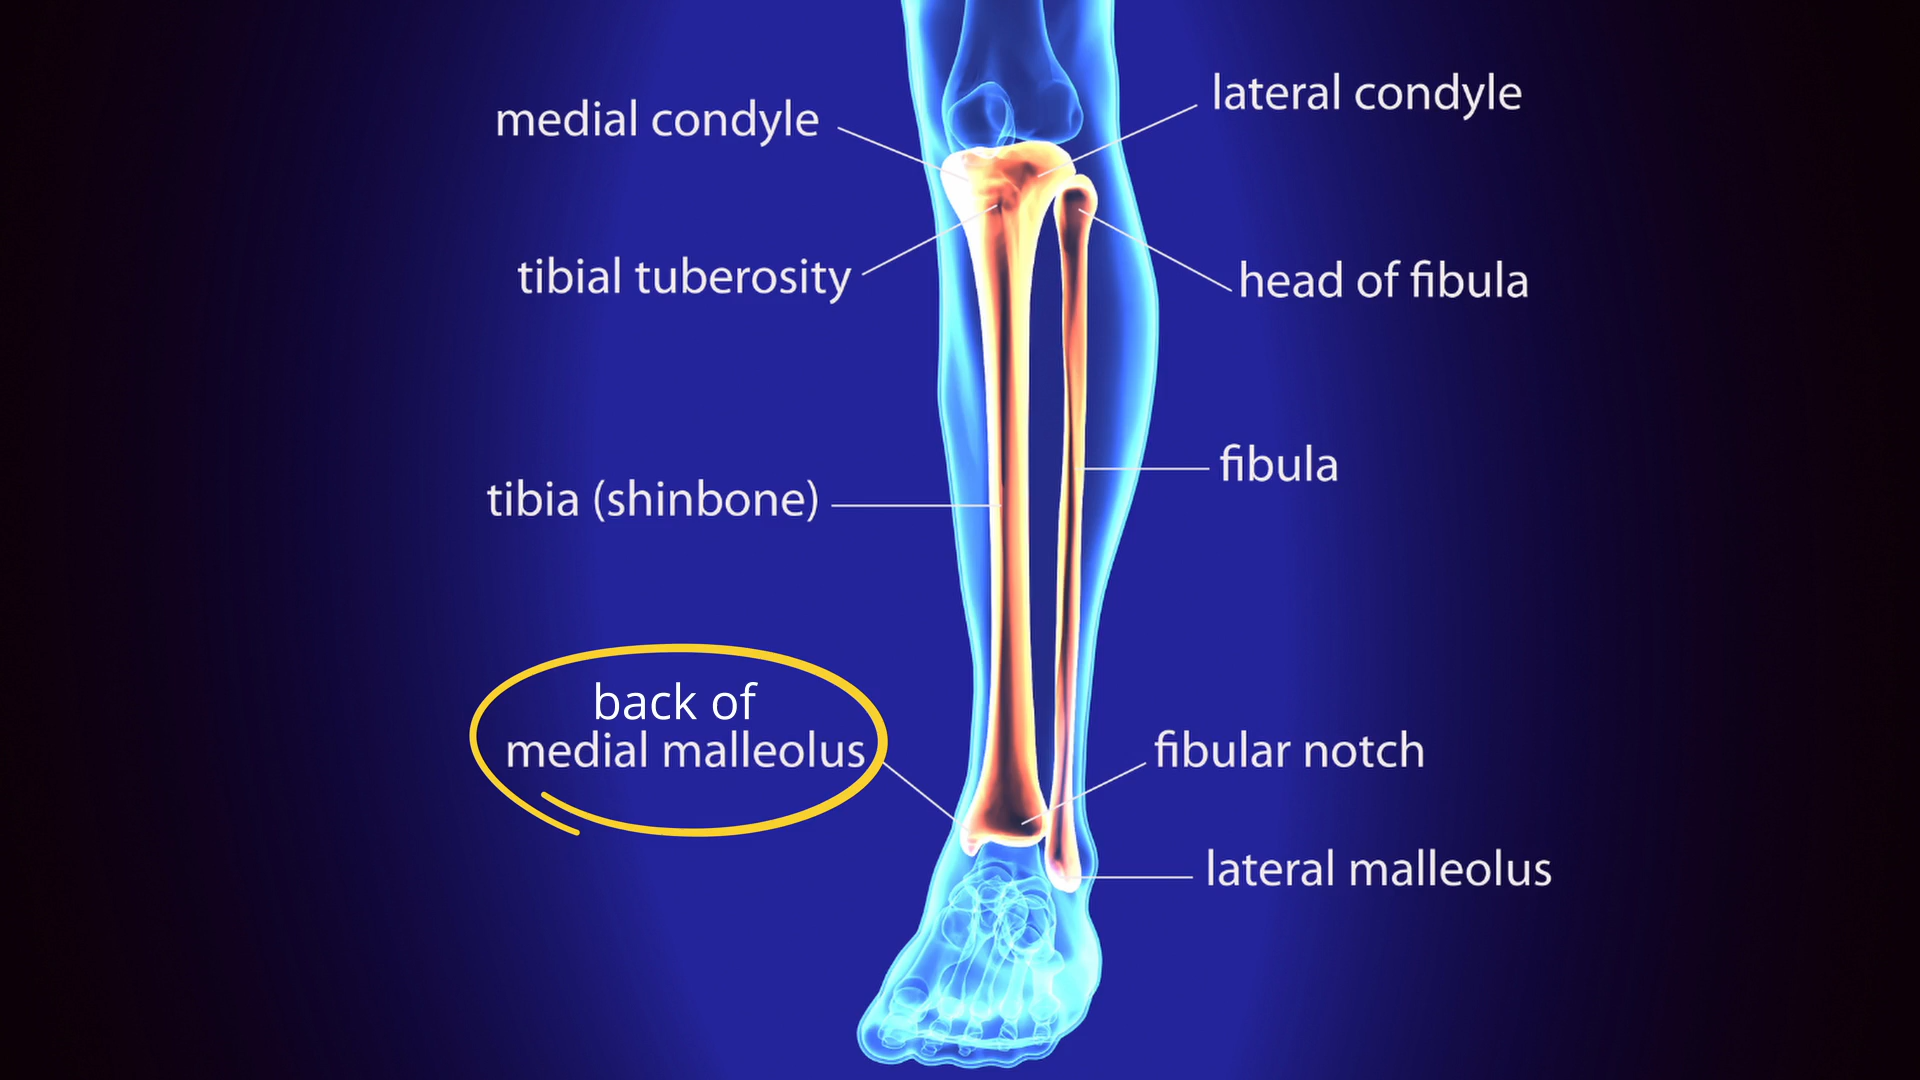 medial condyle
lateral condyle
tibial tuberosity
head of fibula
tibia (shinbone)
fibula
back of
medial malleolus
fibular notch
lateral malleolus